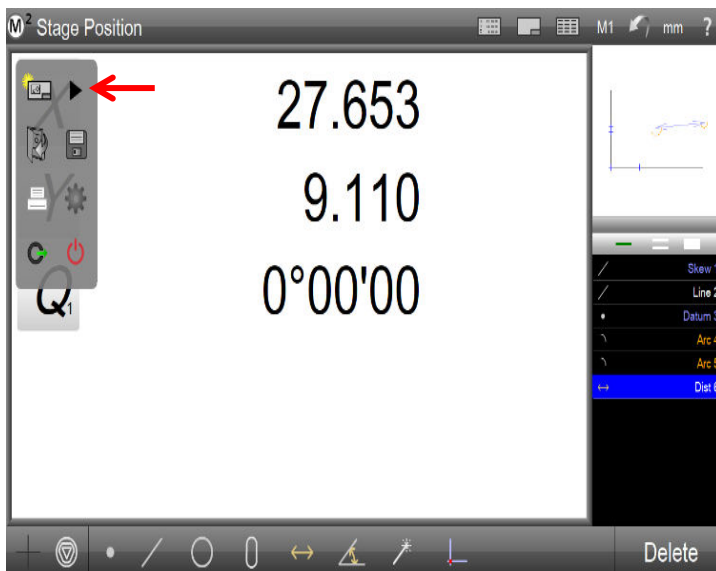 M² Stage Position M1 mm ?
X 27.653
Y 9.110
Q1 0°00'00
Skew 1
Line 2
Datum 3
Arc 4
Arc 5
Dist 6
Delete